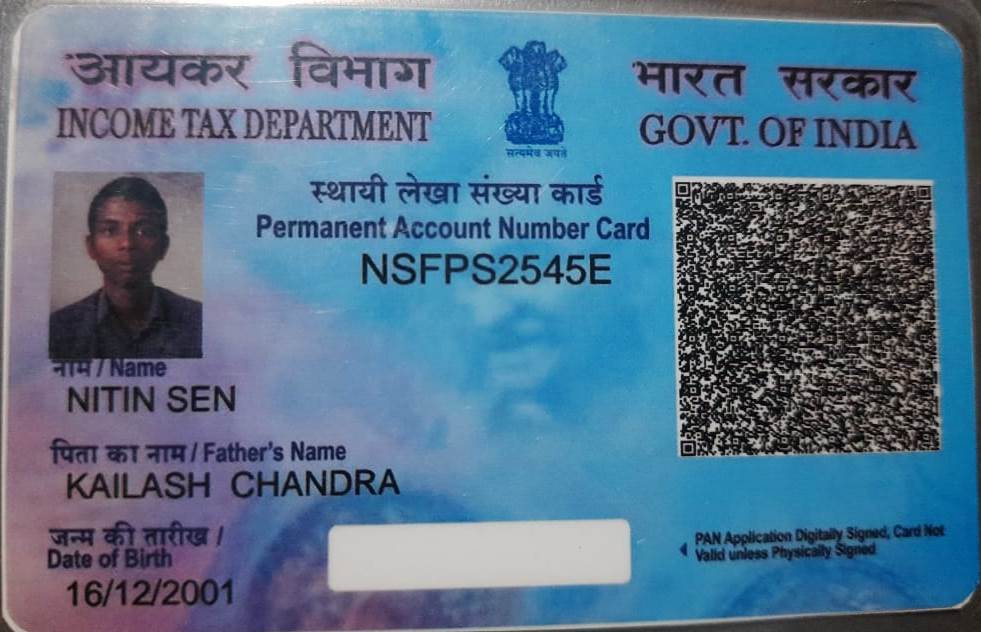 आयकर विभाग
INCOME TAX DEPARTMENT
सत्यमेव जयते
भारत सरकार
GOVT. OF INDIA
स्थायी लेखा संख्या कार्ड
Permanent Account Number Card
NSFPS2545E
नाम / Name
NITIN SEN
पिता का नाम / Father's Name
KAILASH CHANDRA
जन्म की तारीख /
Date of Birth
16/12/2001
PAN Application Digitally Signed, Card Not
Valid unless Physically Signed